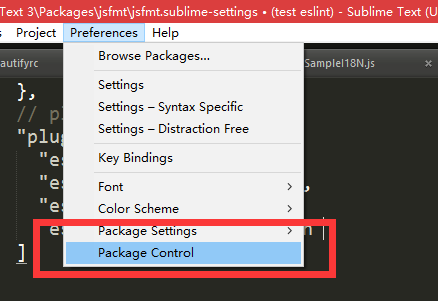 Text 3\Packages\jsfmt\jsfmt.sublime-settings • (test eslint) - Sublime Text (U
Project Preferences Help
autifyrc
SampleI18N.js
Browse Packages...
},
Settings
// p
Settings – Syntax Specific
"plug
Settings – Distraction Free
"es
Key Bindings
"es
Font
,
"es
Color Scheme
es
Package Settings
n
]
Package Control